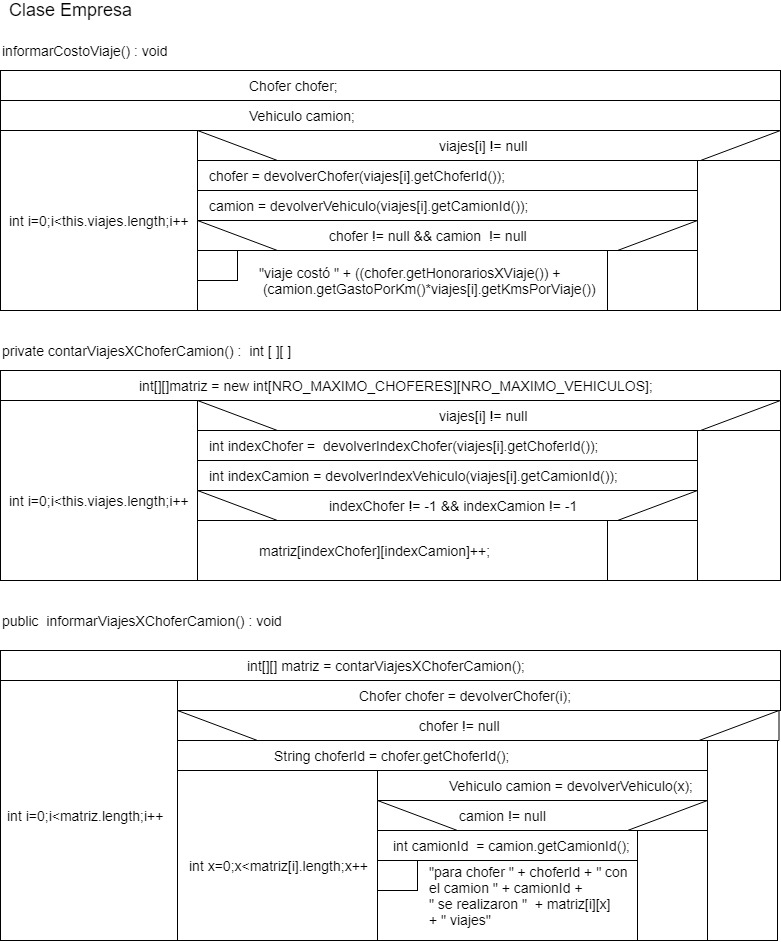 Clase Empresa
informarCostoViaje() : void
Chofer chofer;
Vehiculo camion;
int i=0;i<this.viajes.length;i++
viajes[i] != null
chofer = devolverChofer(viajes[i].getChoferId());
camion = devolverVehiculo(viajes[i].getCamionId());
chofer != null && camion  != null
"viaje costó " + ((chofer.getHonorariosXViaje()) +
(camion.getGastoPorKm()*viajes[i].getKmsPorViaje())
private contarViajesXChoferCamion() :  int [ ][ ]
int[][]matriz = new int[NRO_MAXIMO_CHOFERES][NRO_MAXIMO_VEHICULOS];
int i=0;i<this.viajes.length;i++
viajes[i] != null
int indexChofer =  devolverIndexChofer(viajes[i].getChoferId());
int indexCamion = devolverIndexVehiculo(viajes[i].getCamionId());
indexChofer != -1 && indexCamion != -1
matriz[indexChofer][indexCamion]++;
public  informarViajesXChoferCamion() : void
int[][] matriz = contarViajesXChoferCamion();
int i=0;i<matriz.length;i++
Chofer chofer = devolverChofer(i);
chofer != null
String choferId = chofer.getChoferId();
int x=0;x<matriz[i].length;x++
Vehiculo camion = devolverVehiculo(x);
camion != null
int camionId  = camion.getCamionId();
"para chofer " + choferId + " con
el camion " + camionId +
" se realizaron "  + matriz[i][x]
+ " viajes"